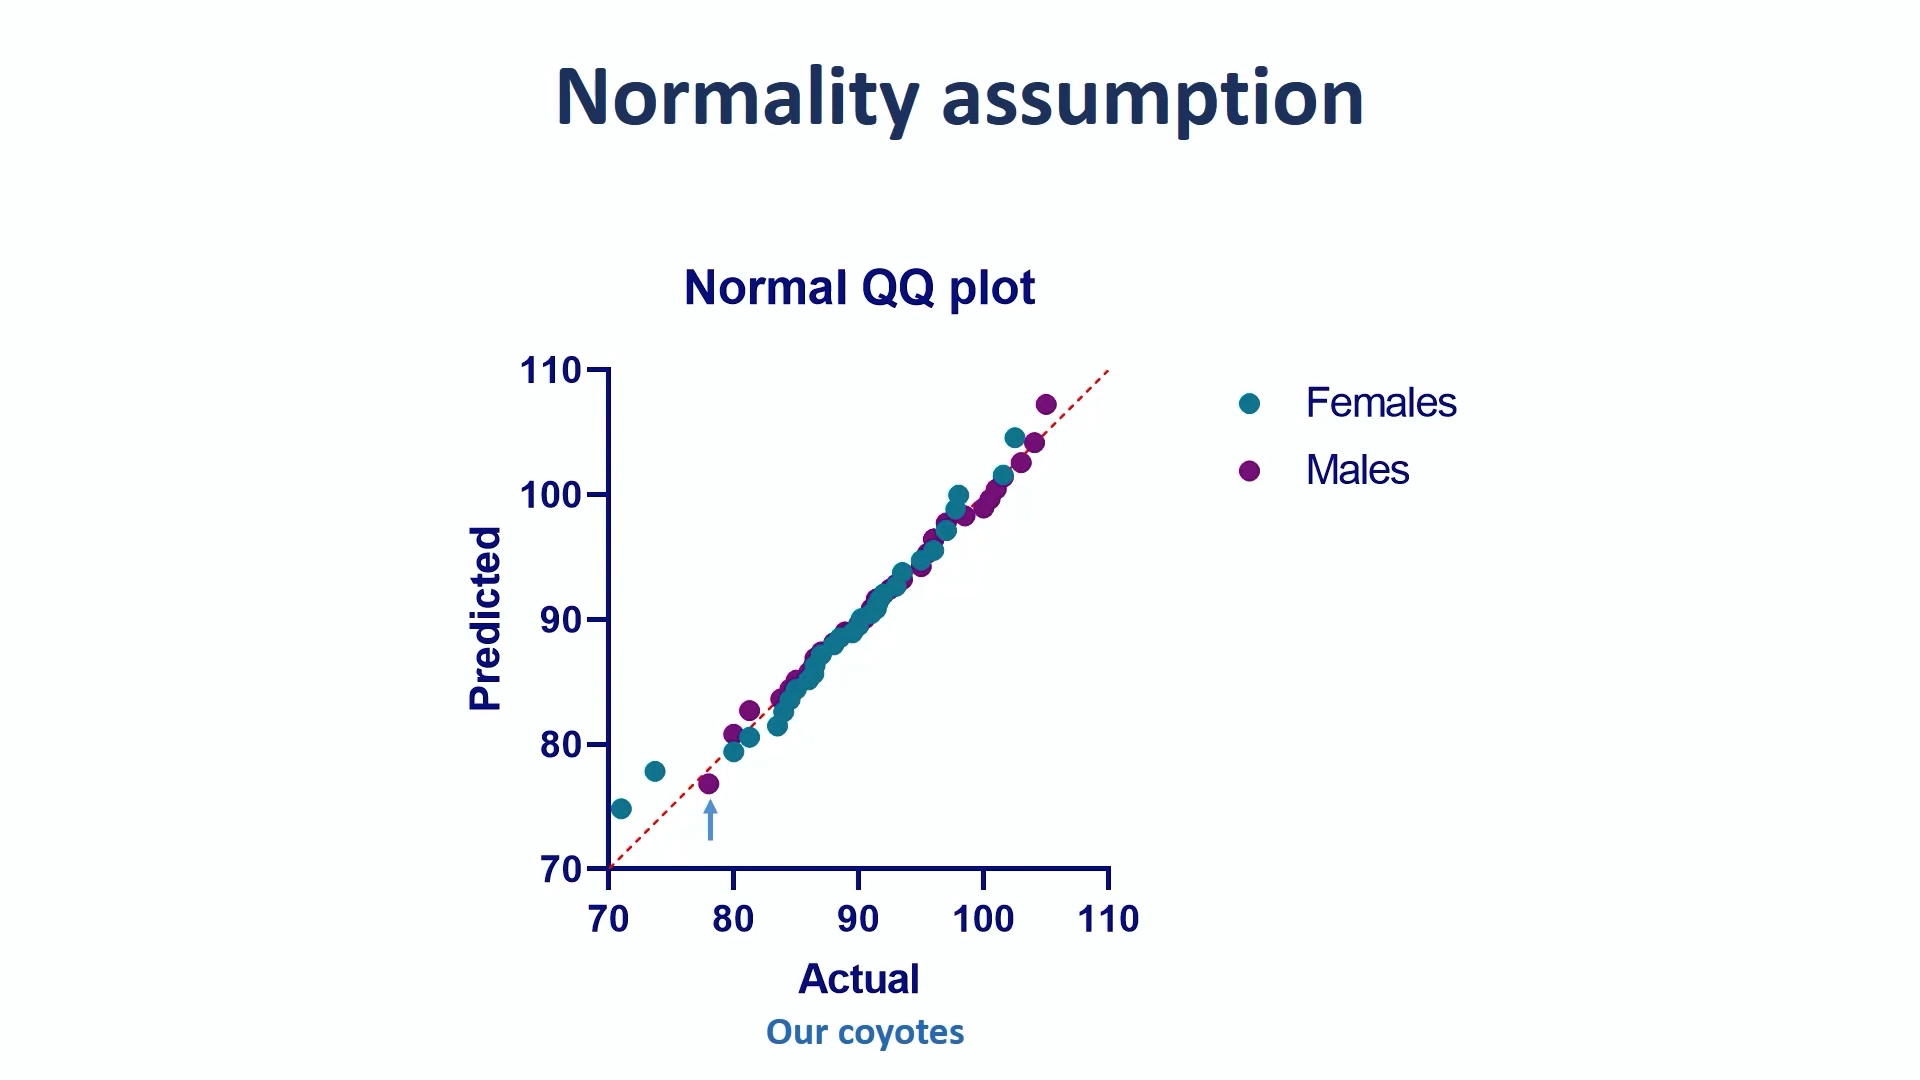 Normality assumption
Normal QQ plot
110
100
90
80
70
Predicted
70 80 90 100 110
Actual
Our coyotes
Females
Males